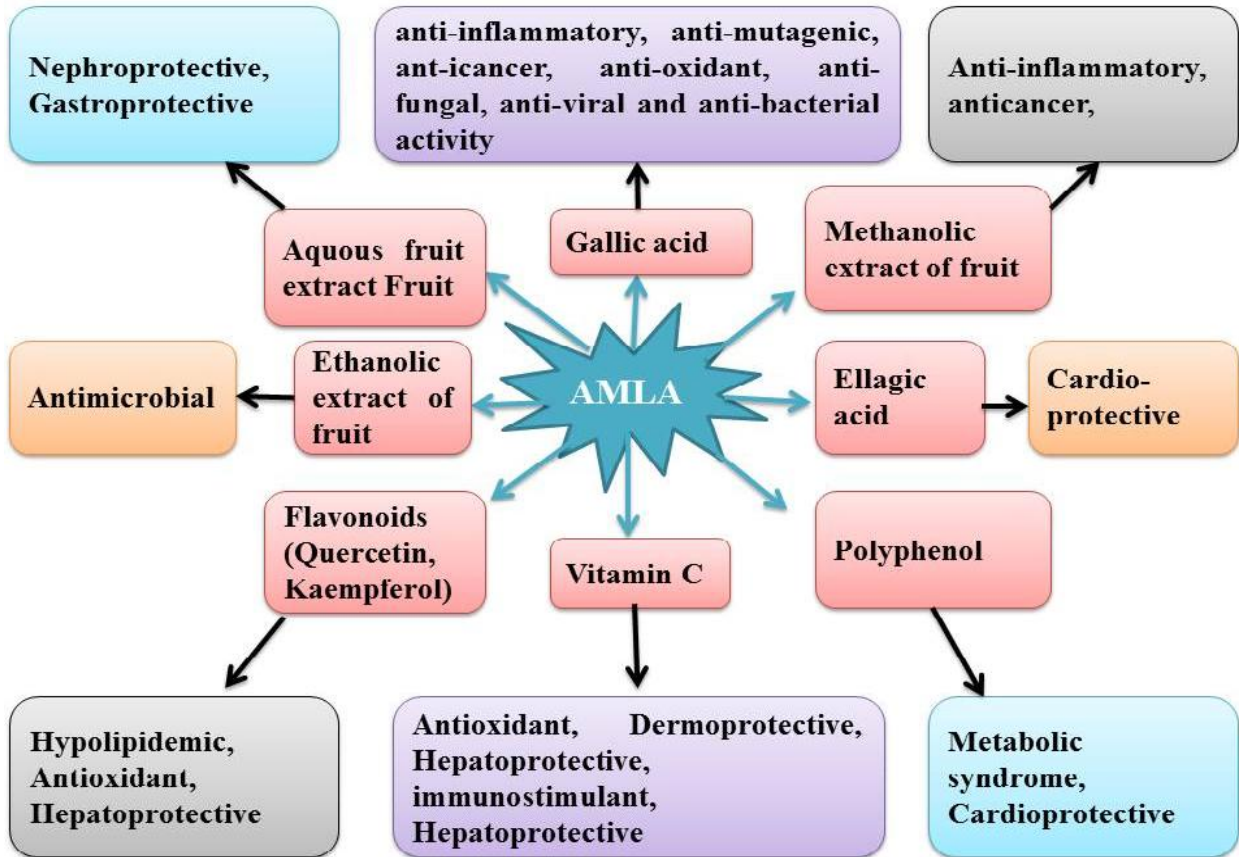 Nephroprotective,
Gastroprotective
anti-inflammatory, anti-mutagenic,
ant-icancer, anti-oxidant, anti-
fungal, anti-viral and anti-bacterial
activity
Anti-inflammatory,
anticancer,
Aquous fruit
extract Fruit
Gallic acid
Methanolic
extract of fruit
Antimicrobial
Ethanolic
extract of
fruit
AMLA
Ellagic
acid
Cardio-
protective
Flavonoids
(Quercetin,
Kaempferol)
Vitamin C
Polyphenol
Hypolipidemic,
Antioxidant,
Hepatoprotective
Antioxidant, Dermoprotective,
Hepatoprotective,
immunostimulant,
Hepatoprotective
Metabolic
syndrome,
Cardioprotective